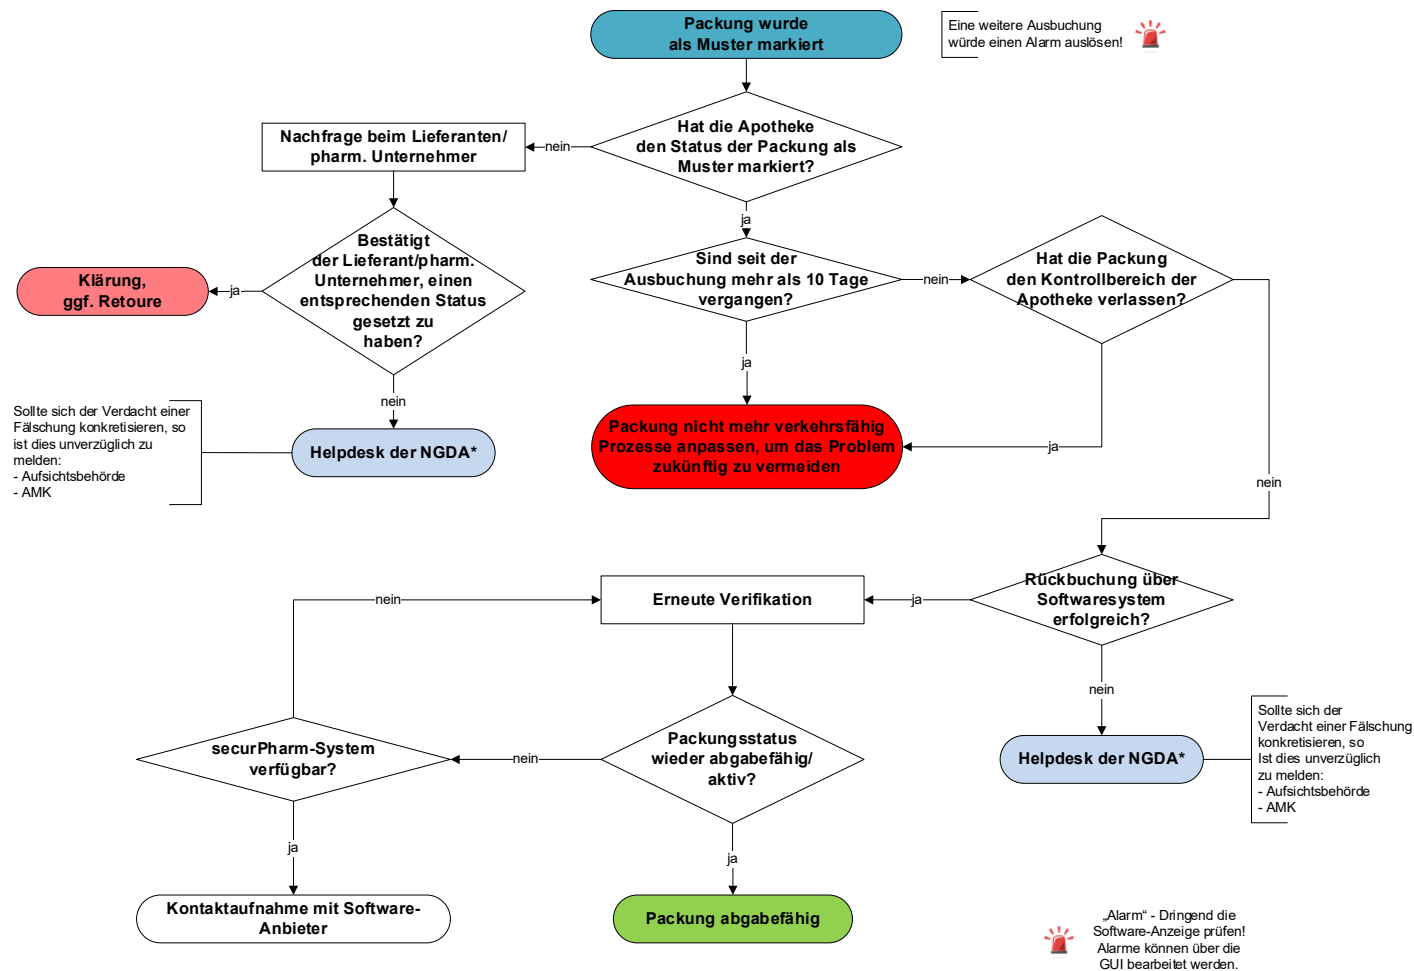 Packung wurde
als Muster markiert
Eine weitere Ausbuchung
würde einen Alarm auslösen!
Hat die Apotheke
den Status der Packung als
Muster markiert?
nein
Nachfrage beim Lieferanten/
pharm. Unternehmer
ja
Bestätigt
der Lieferant/pharm.
Unternehmer, einen
entsprechenden Status
gesetzt zu
haben?
ja
Klärung,
ggf. Retoure
Sind seit der
Ausbuchung mehr als 10 Tage
vergangen?
nein
Hat die Packung
den Kontrollbereich der
Apotheke verlassen?
ja
nein
Sollte sich der Verdacht einer
Fälschung konkretisieren, so
ist dies unverzüglich zu
melden:
- Aufsichtsbehörde
- AMK
Helpdesk der NGDA*
Packung nicht mehr verkehrsfähig
Prozesse anpassen, um das Problem
zukünftig zu vermeiden
ja
nein
Rückbuchung über
Softwaresystem
erfolgreich?
ja
Erneute Verifikation
nein
nein
Sollte sich der
Verdacht einer Fälschung
konkretisieren, so
Ist dies unverzüglich
zu melden:
- Aufsichtsbehörde
- AMK
Helpdesk der NGDA*
Packungsstatus
wieder abgabefähig/
aktiv?
nein
securPharm-System
verfügbar?
ja
ja
Kontaktaufnahme mit Software-
Anbieter
Packung abgabefähig
„Alarm“ - Dringend die
Software-Anzeige prüfen!
Alarme können über die
GUI bearbeitet werden.